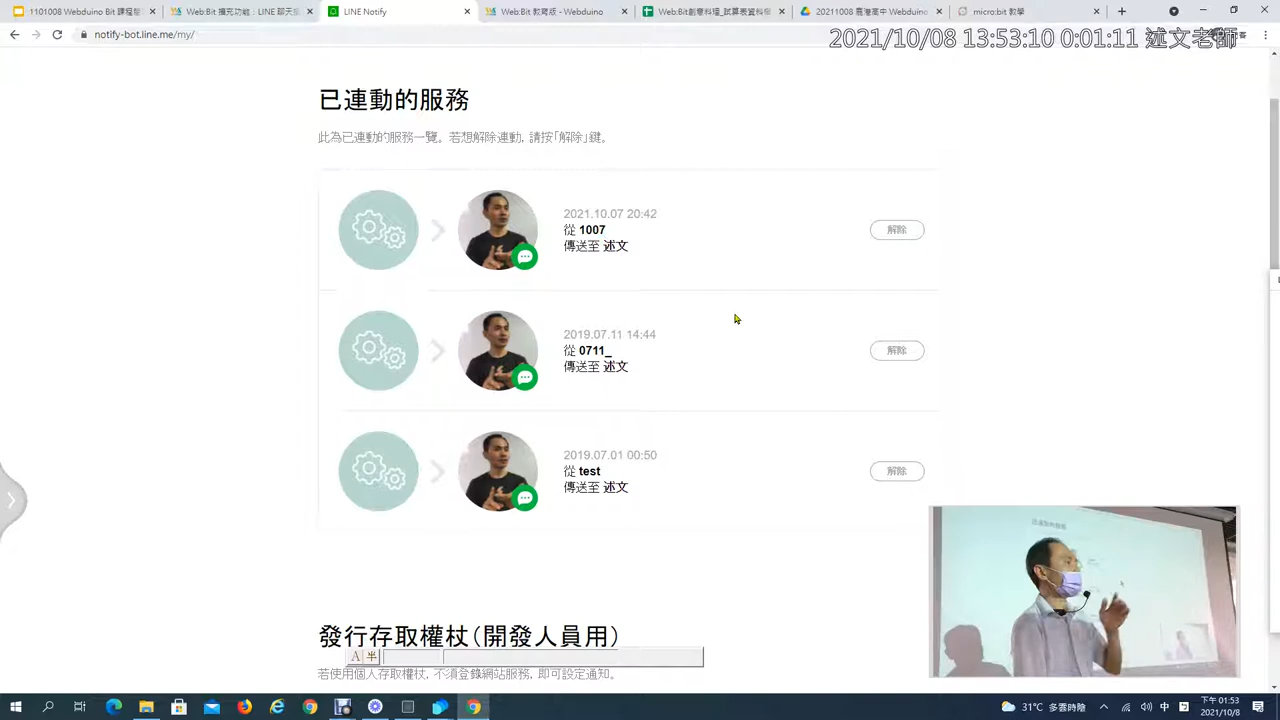 1101008 Webduino Bit 課程簡
Web:Bit 擴充功能 - LINE 聊天訊
LINE Notify
Web:Bit 教育版 - Webduino
Web:Bit創意料理_試算表資料權
20211008 霧峰高中 Webduino
micro:bit 教學
notify-bot.line.me/my/
2021/10/08 13:53:10 0:01:11 述文老師
已連動的服務
此為已連動的服務一覽。若想解除連動, 請按「解除」鍵。
2021.10.07 20:42
從 1007
傳送至 述文
解除
2019.07.11 14:44
從 0711_
傳送至 述文
解除
2019.07.01 00:50
從 test
傳送至 述文
解除
發行存取權杖(開發人員用)
A 半
若使用個人存取權杖, 不須登錄網站服務, 即可設定通知。
31°C 多雲時陰
中
下午 01:53
2021/10/8